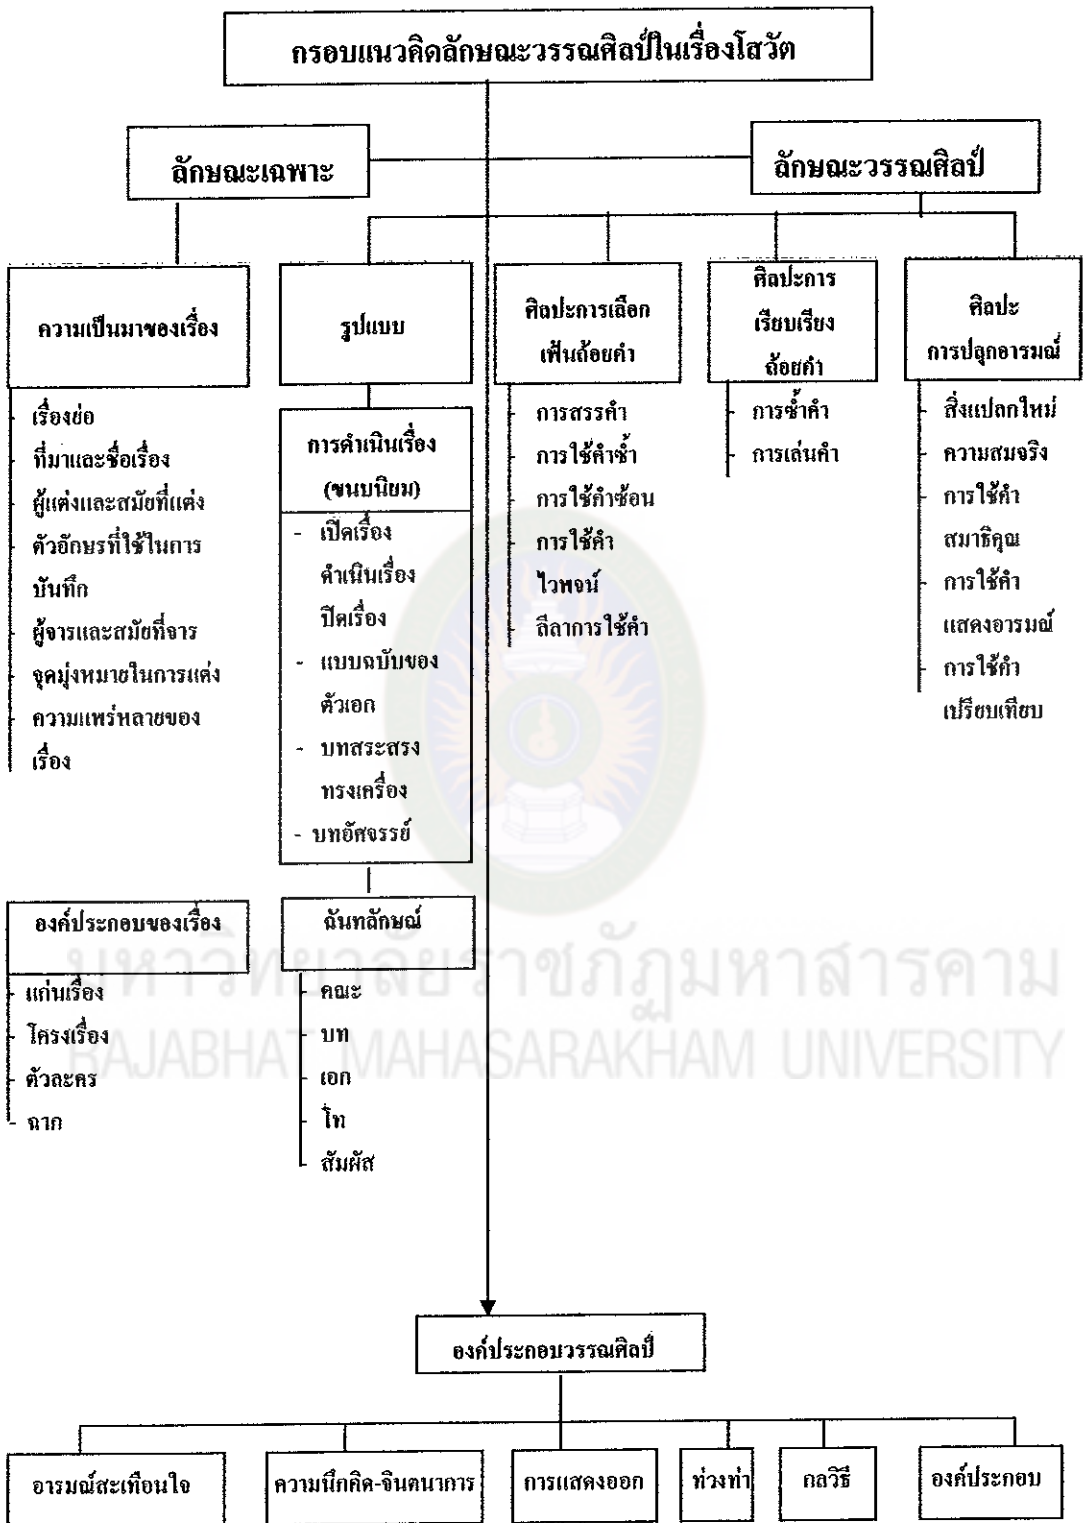 กรอบแนวคิดลักษณะวรรณศิลป์ในเรื่องโสวัต
ลักษณะเฉพาะ
ลักษณะวรรณศิลป์
ความเป็นมาของเรื่อง
เรื่องย่อ
ที่มาและชื่อเรื่อง
ผู้แต่งและสมัยที่แต่ง
ตัวอักษรที่ใช้ในการ
บันทึก
ผู้จารและสมัยที่จาร
จุดมุ่งหมายในการแต่ง
ความแพร่หลายของ
เรื่อง
องค์ประกอบของเรื่อง
แก่นเรื่อง
โครงเรื่อง
ตัวละคร
- ฉาก
รูปแบบ
การดำเนินเรื่อง
(ขนบนิยม)
- เปิดเรื่อง
ดำเนินเรื่อง
ปิดเรื่อง
- แบบฉบับของ
ตัวเอก
- บทสระสรง
ทรงเครื่อง
- บทอัศจรรย์
ฉันทลักษณ์
คณะ
บท
เอก
โท
สัมผัส
ศิลปะการเลือก
เฟ้นถ้อยคำ
การสรรคำ
การใช้คำซ้ำ
การใช้คำซ้อน
การใช้คำ
ไวพจน์
ลีลาการใช้คำ
ศิลปะการ
เรียบเรียง
ถ้อยคำ
การซ้ำคำ
การเล่นคำ
ศิลปะ
การปลุกอารมณ์
สิ่งแปลกใหม่
ความสมจริง
การใช้คำ
สมาธิคุณ
การใช้คำ
แสดงอารมณ์
การใช้คำ
เปรียบเทียบ
มหาวิทยาลัยราชภัฏมหาสารคาม
RAJABHAT MAHASARAKHAM UNIVERSITY
องค์ประกอบวรรณศิลป์
อารมณ์สะเทือนใจ
ความนึกคิด-จินตนาการ
การแสดงออก
ท่วงท่า
กลวิธี
องค์ประกอบ